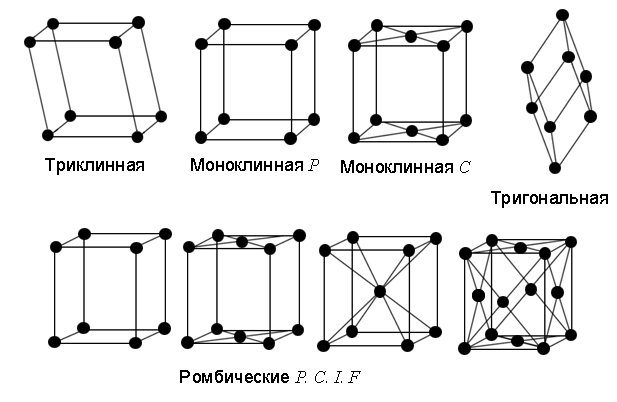 Триклинная
Моноклинная P
Моноклинная C
Тригональная
Ромбические P. C. I. F